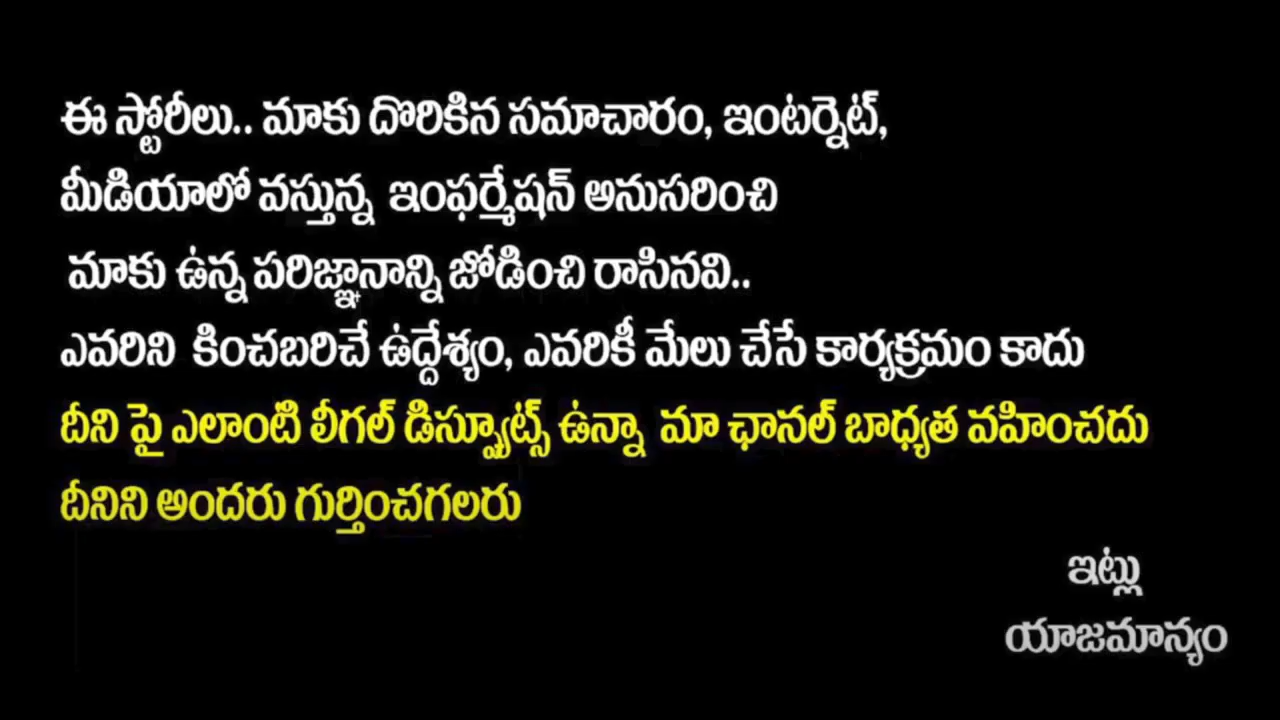 ఈ స్టోరీలు.. మాకు దొరికిన సమాచారం, ఇంటర్నెట్,
మీడియాలో వస్తున్న ఇంఫర్మేషన్ అనుసరించి
మాకు ఉన్న పరిజ్ఞానాన్ని జోడించి రాసినవి..
ఎవరిని కించబరిచే ఉద్దేశ్యం, ఎవరికీ మేలు చేసే కార్యక్రమం కాదు
దీని పై ఎలాంటి లీగల్ డిస్ప్యూట్స్ ఉన్నా మా ఛానల్ బాధ్యత వహించదు
దీనిని అందరు గుర్తించగలరు
ఇట్లు
యాజమాన్యం